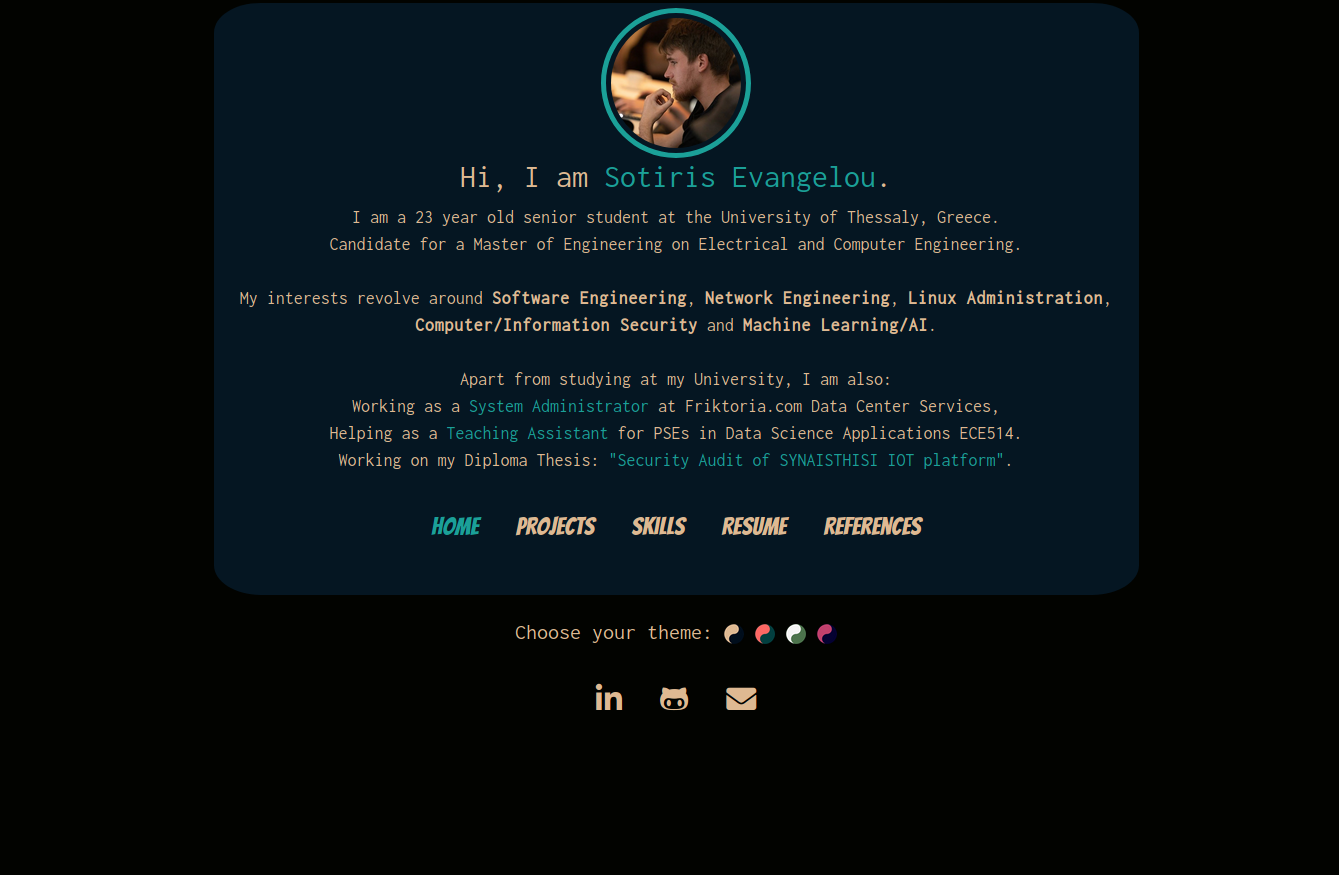 Hi, I am Sotiris Evangelou.
I am a 23 year old senior student at the University of Thessaly, Greece.
Candidate for a Master of Engineering on Electrical and Computer Engineering.
My interests revolve around Software Engineering, Network Engineering, Linux Administration,
Computer/Information Security and Machine Learning/AI.
Apart from studying at my University, I am also:
Working as a System Administrator at Friktoria.com Data Center Services,
Helping as a Teaching Assistant for PSEs in Data Science Applications ECE514.
Working on my Diploma Thesis: "Security Audit of SYNAISTHISI IOT platform".
HOME PROJECTS SKILLS RESUME REFERENCES
Choose your theme:
in